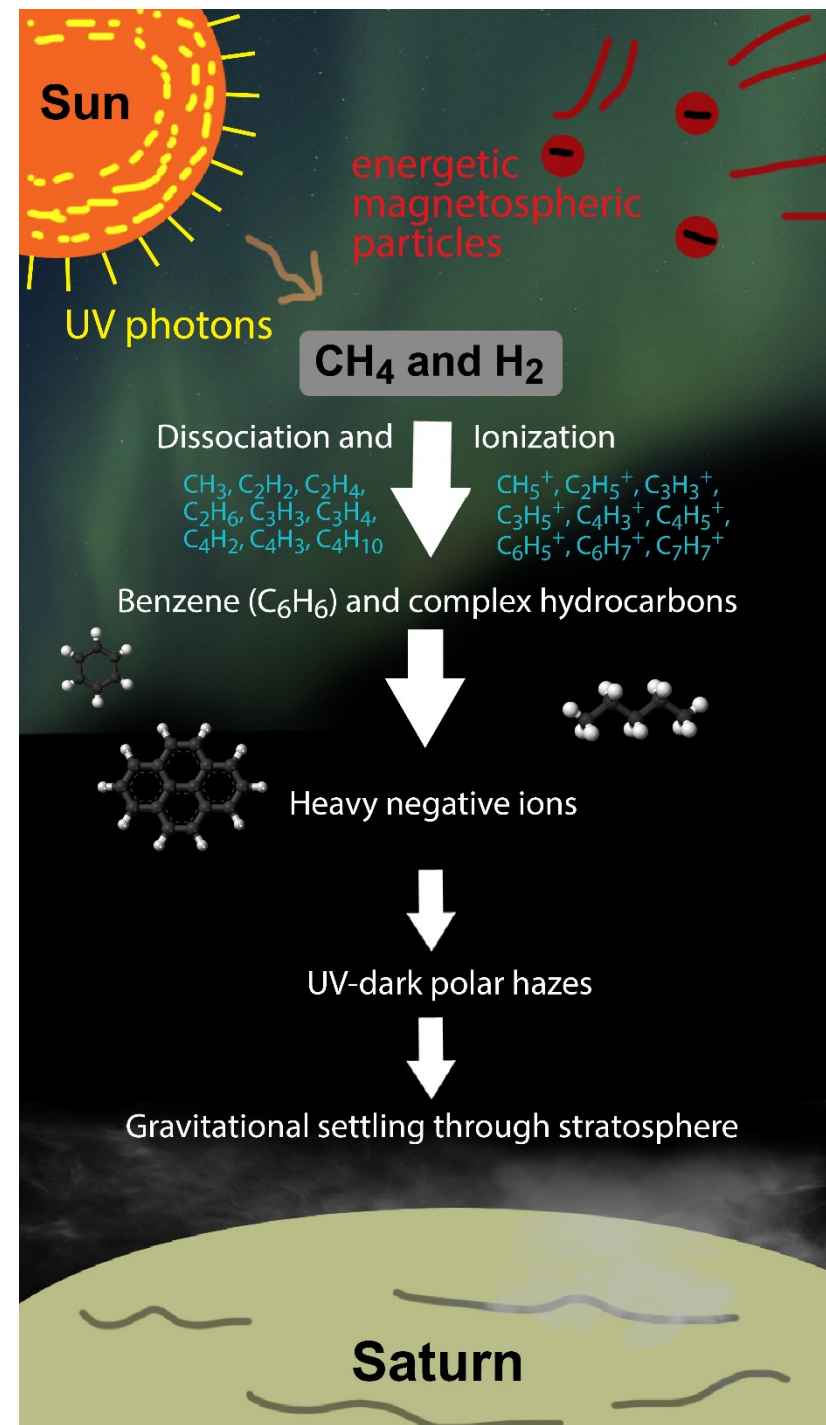 Sun
energetic
magnetospheric
particles
UV photons
CH₄ and H₂
Dissociation and Ionization
CH₃, C₂H₂, C₂H₄,
C₂H₆, C₃H₃, C₃H₄,
C₄H₂, C₄H₃, C₄H₁₀
CH₅⁺, C₂H₅⁺, C₃H₃⁺,
C₃H₅⁺, C₄H₃⁺, C₄H₅⁺,
C₆H₅⁺, C₆H₇⁺, C₇H₇⁺
Benzene (C₆H₆) and complex hydrocarbons
Heavy negative ions
UV-dark polar hazes
Gravitational settling through stratosphere
Saturn